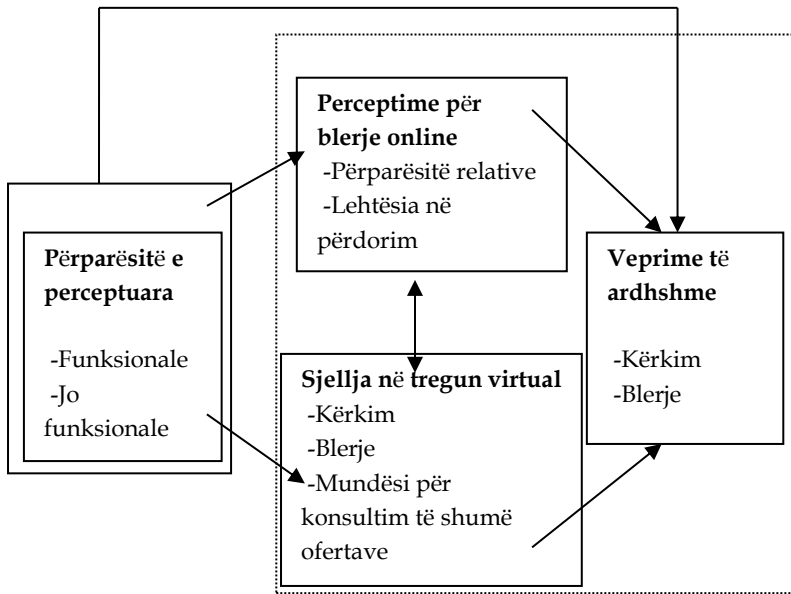 Perceptime për
blerje online
-Përparësitë relative
-Lehtësia në
përdorim
Përparësitë e
perceptuara
-Funksionale
-Jo
funksionale
Sjellja në tregun virtual
-Kërkim
-Blerje
-Mundësi për
konsultim të shumë
ofertave
Veprime të
ardhshme
-Kërkim
-Blerje